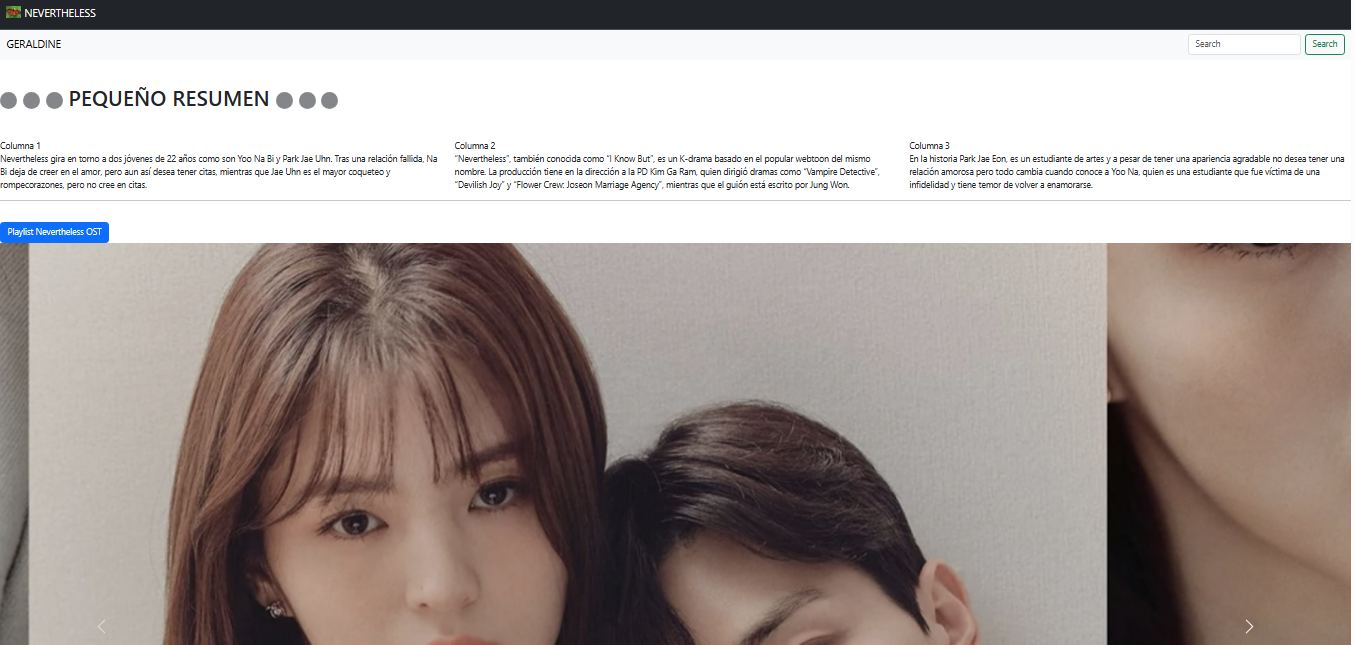 NEVERTHELESS
GERALDINE
Search
Search
PEQUEÑO RESUMEN
Columna 1
Nevertheless gira en torno a dos jóvenes de 22 años como son Yoo Na Bi y Park Jae Uhn. Tras una relación fallida, Na
Bi deja de creer en el amor, pero aun así desea tener citas, mientras que Jae Uhn es el mayor coqueteo y
rompecorazones, pero no cree en citas.
Columna 2
“Nevertheless”, también conocida como “I Know But”, es un K-drama basado en el popular webtoon del mismo
nombre. La producción tiene en la dirección a la PD Kim Ga Ram, quien dirigió dramas como “Vampire Detective”,
“Devilish Joy” y “Flower Crew: Joseon Marriage Agency”, mientras que el guión está escrito por Jung Won.
Columna 3
En la historia Park Jae Eon, es un estudiante de artes y a pesar de tener una apariencia agradable no desea tener una
relación amorosa pero todo cambia cuando conoce a Yoo Na, quien es una estudiante que fue víctima de una
infidelidad y tiene temor de volver a enamorarse.
Playlist Nevertheless OST